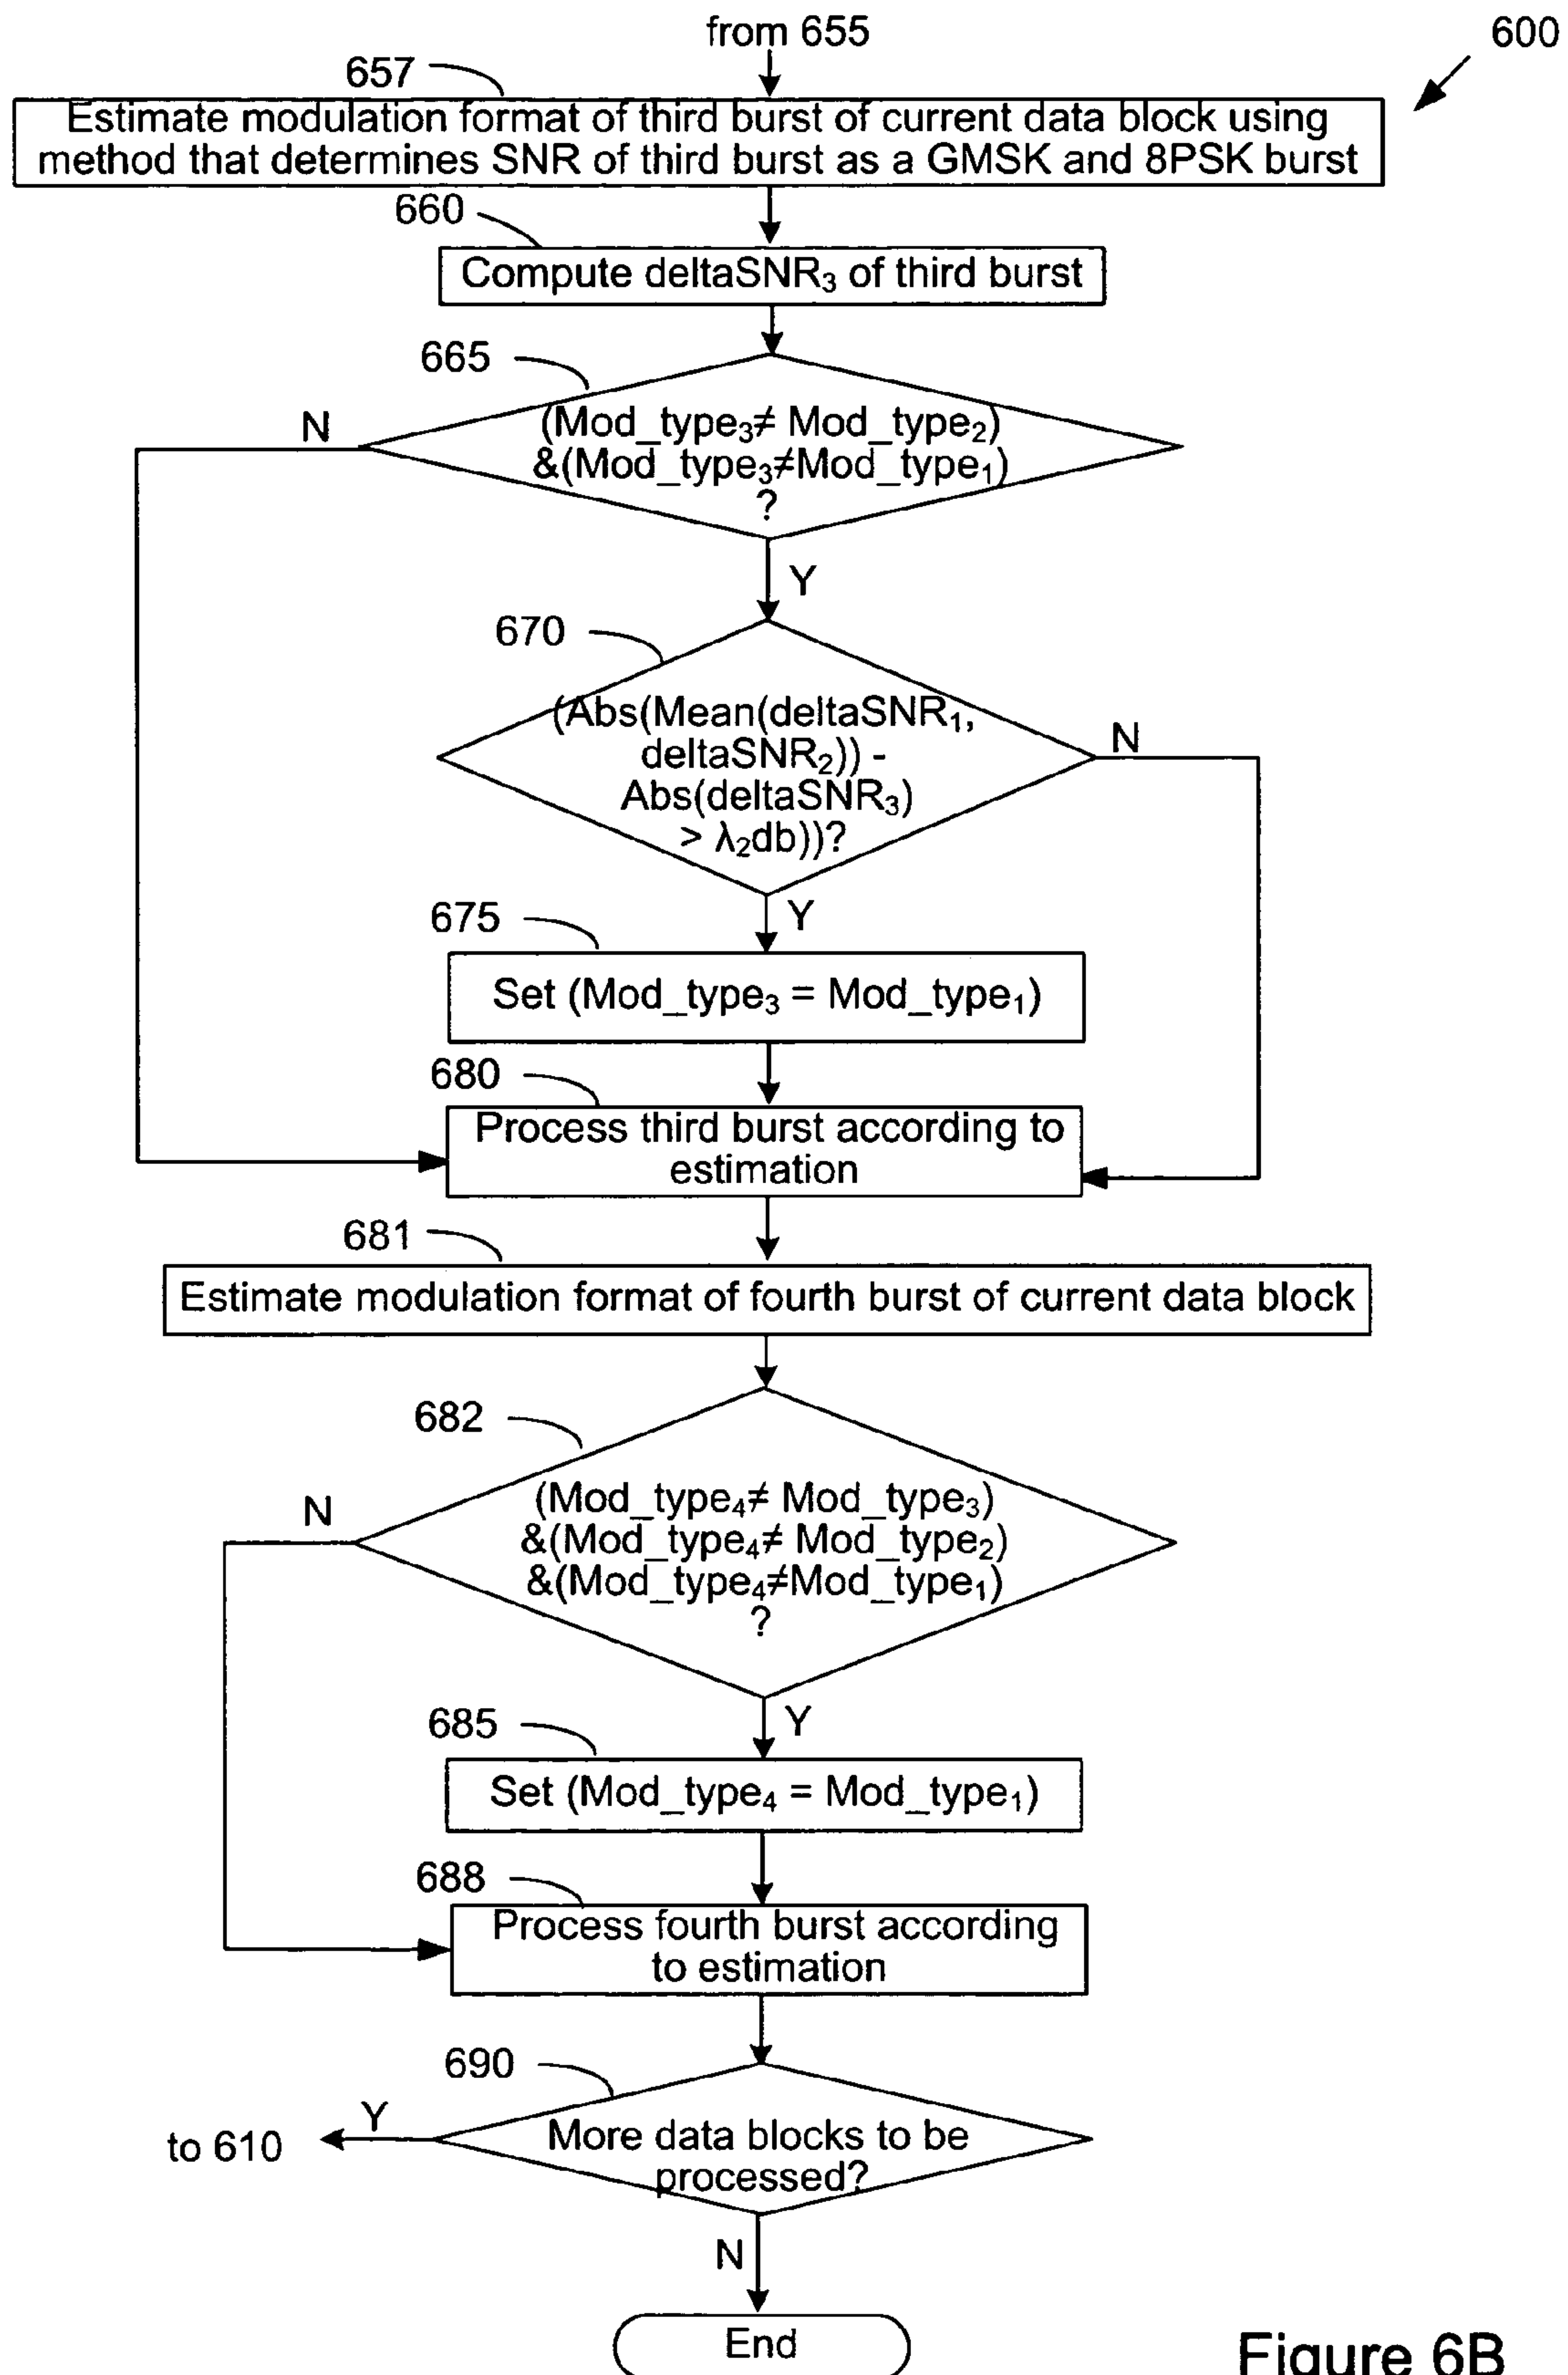 from 655
600
657
Estimate modulation format of third burst of current data block using
method that determines SNR of third burst as a GMSK and 8PSK burst
660
Compute deltaSNR₃ of third burst
665
N
(Mod_type₃≠ Mod_type₂)
&(Mod_type₃≠Mod_type₁)
?
Y
670
(Abs(Mean(deltaSNR₁,
deltaSNR₂)) -
Abs(deltaSNR₃)
> λ₂db))?
N
Y
675
Set (Mod_type₃ = Mod_type₁)
680
Process third burst according to
estimation
681
Estimate modulation format of fourth burst of current data block
682
N
(Mod_type₄≠ Mod_type₃)
&(Mod_type₄≠ Mod_type₂)
&(Mod_type₄≠Mod_type₁)
?
Y
685
Set (Mod_type₄ = Mod_type₁)
688
Process fourth burst according
to estimation
690
More data blocks to be
processed?
Y
to 610
N
End
Figure 6B